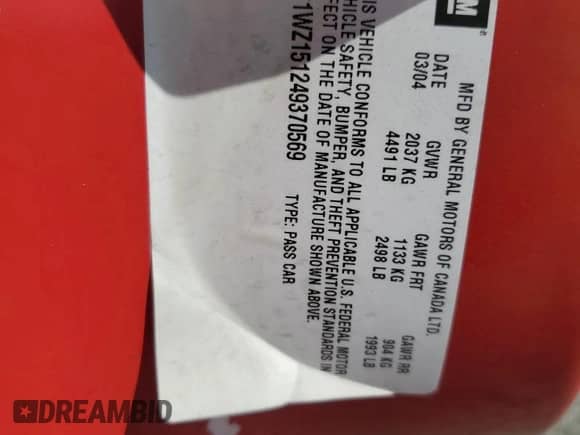 GM
MFD BY GENERAL MOTORS OF CANADA LTD.
DATE GVWR GAWR FRT GAWR RR
03/04 2037 KG 1133 KG 904 KG
4491 LB 2498 LB 1993 LB
IS VEHICLE CONFORMS TO ALL APPLICABLE U.S. FEDERAL MOTOR
HICLE SAFETY, BUMPER, AND THEFT PREVENTION STANDARDS IN
FECT ON THE DATE OF MANUFACTURE SHOWN ABOVE.
1WZ151249370569 TYPE: PASS CAR
DREAMBID